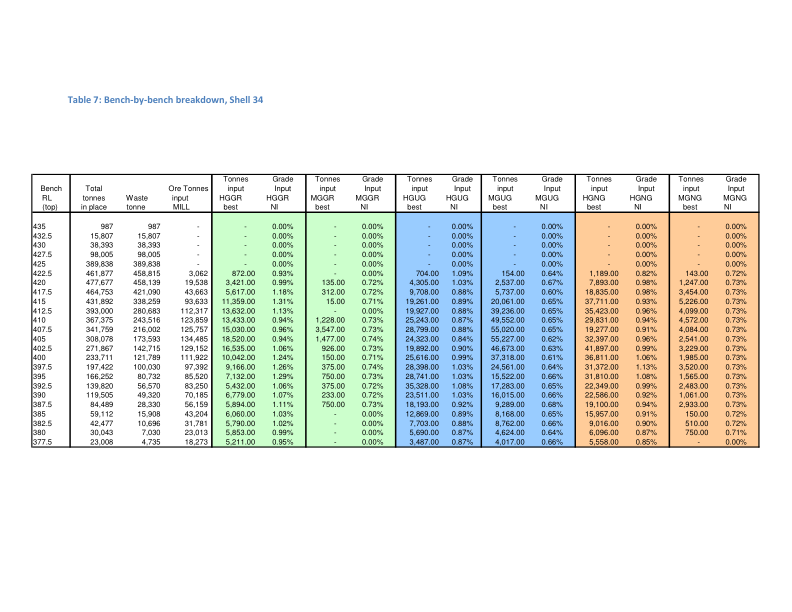 Table 7: Bench-by-bench breakdown, Shell 34
Tonnes Grade Tonnes Grade Tonnes Grade Tonnes Grade Tonnes Grade Tonnes Grade
Bench Total Ore Tonnes input Input input Input input Input input Input input Input input Input
RL tonnes Waste input HGGR HGGR MGGR MGGR HGUG HGUG MGUG MGUG HGNG HGNG MGNG MGNG
(top) in place tonne MILL best NI best NI best NI best NI best NI best NI
435 987 987 - - 0.00% - 0.00% - 0.00% - 0.00% - 0.00% - 0.00%
432.5 15,807 15,807 - - 0.00% - 0.00% - 0.00% - 0.00% - 0.00% - 0.00%
430 38,393 38,393 - - 0.00% - 0.00% - 0.00% - 0.00% - 0.00% - 0.00%
427.5 98,005 98,005 - - 0.00% - 0.00% - 0.00% - 0.00% - 0.00% - 0.00%
425 389,838 389,838 - - 0.00% - 0.00% - 0.00% - 0.00% - 0.00% - 0.00%
422.5 461,877 458,815 3,062 872.00 0.93% - 0.00% 704.00 1.09% 154.00 0.64% 1,189.00 0.82% 143.00 0.72%
420 477,677 458,139 19,538 3,421.00 0.99% 135.00 0.72% 4,305.00 1.03% 2,537.00 0.67% 7,893.00 0.98% 1,247.00 0.72%
417.5 464,753 421,090 43,663 5,617.00 1.18% 312.00 0.72% 9,708.00 0.88% 5,737.00 0.60% 18,835.00 0.98% 3,454.00 0.73%
415 431,892 338,259 93,633 11,359.00 1.31% 15.00 0.71% 19,261.00 0.89% 20,061.00 0.65% 37,711.00 0.93% 5,226.00 0.73%
412.5 393,000 280,683 112,317 13,632.00 1.13% - 0.00% 19,927.00 0.88% 39,236.00 0.65% 35,423.00 0.96% 4,099.00 0.73%
410 367,375 243,516 123,859 13,433.00 0.94% 1,228.00 0.73% 25,243.00 0.87% 49,552.00 0.65% 29,831.00 0.94% 4,572.00 0.73%
407.5 341,759 216,002 125,757 15,030.00 0.96% 3,547.00 0.73% 28,799.00 0.88% 55,020.00 0.65% 19,277.00 0.91% 4,084.00 0.73%
405 308,078 173,593 134,485 18,520.00 0.94% 1,477.00 0.74% 24,323.00 0.84% 55,227.00 0.62% 32,397.00 0.96% 2,541.00 0.73%
402.5 271,867 142,715 129,152 16,535.00 1.06% 926.00 0.74% 19,892.00 0.90% 46,673.00 0.63% 41,897.00 0.99% 3,229.00 0.73%
400 233,711 121,789 111,922 10,042.00 1.24% 150.00 0.71% 25,616.00 0.99% 37,318.00 0.61% 36,811.00 1.06% 1,985.00 0.73%
397.5 197,422 100,030 97,392 9,166.00 1.26% 375.00 0.74% 28,398.00 1.03% 24,561.00 0.64% 31,372.00 1.13% 3,520.00 0.73%
395 166,252 80,732 85,520 7,132.00 1.29% 375.00 0.73% 28,741.00 1.03% 15,522.00 0.65% 31,810.00 1.08% 1,565.00 0.73%
392.5 139,820 56,570 83,250 5,432.00 1.06% 375.00 0.72% 35,328.00 1.08% 17,283.00 0.65% 22,349.00 0.99% 2,483.00 0.73%
390 119,505 49,320 70,185 6,779.00 1.07% 233.00 0.72% 23,511.00 1.03% 16,015.00 0.66% 22,586.00 0.92% 1,061.00 0.73%
387.5 84,489 28,330 56,159 5,894.00 1.11% 750.00 0.73% 18,193.00 0.92% 9,289.00 0.68% 19,100.00 0.94% 2,933.00 0.73%
385 59,112 15,908 43,204 6,060.00 1.03% - 0.00% 12,869.00 0.89% 8,168.00 0.65% 15,957.00 0.91% 150.00 0.72%
382.5 42,477 10,696 31,781 5,790.00 1.02% - 0.00% 7,703.00 0.88% 8,762.00 0.66% 9,016.00 0.90% 510.00 0.72%
380 30,043 7,030 23,013 5,853.00 0.99% - 0.00% 5,690.00 0.87% 4,624.00 0.64% 6,096.00 0.87% 750.00 0.71%
377.5 23,008 4,735 18,273 5,211.00 0.95% - 0.00% 3,487.00 0.87% 4,017.00 0.66% 5,558.00 0.85% - 0.00%